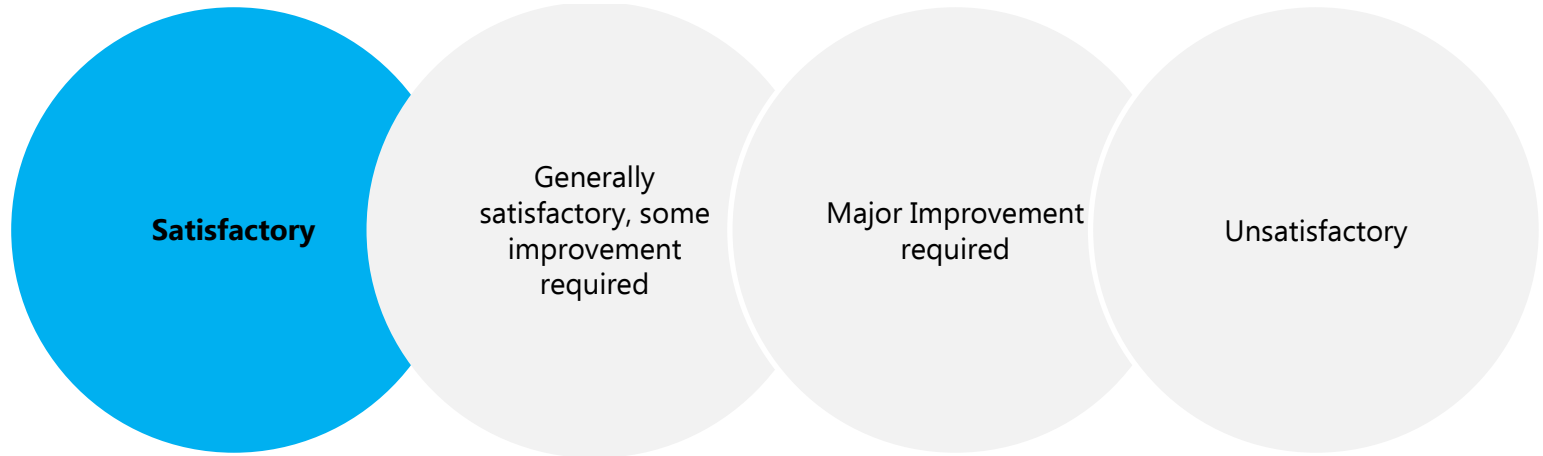 Satisfactory
Generally
satisfactory, some
improvement
required
Major Improvement
required
Unsatisfactory